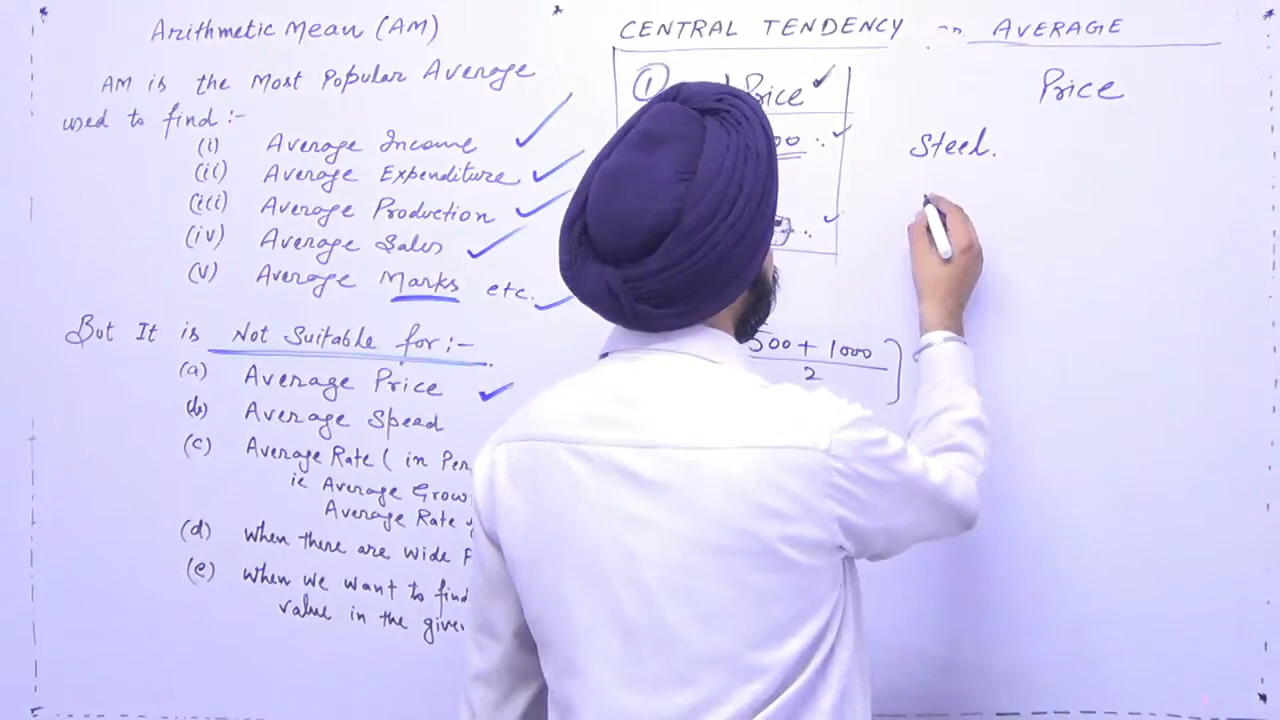 Arithmetic Mean (AM)
AM is the Most Popular Average
used to find :-
(i) Average Income
(ii) Average Expenditure
(iii) Average Production
(iv) Average Sales
(v) Average Marks etc.
But It is Not Suitable for :-
(a) Average Price
(b) Average Speed
(c) Average Rate ( in Per
ie Average Grow
Average Rate
(d) When there are wide
(e) When we want to find
value in the give
CENTRAL TENDENCY AVERAGE
① Price
Price
Steel.
500 + 1000
2